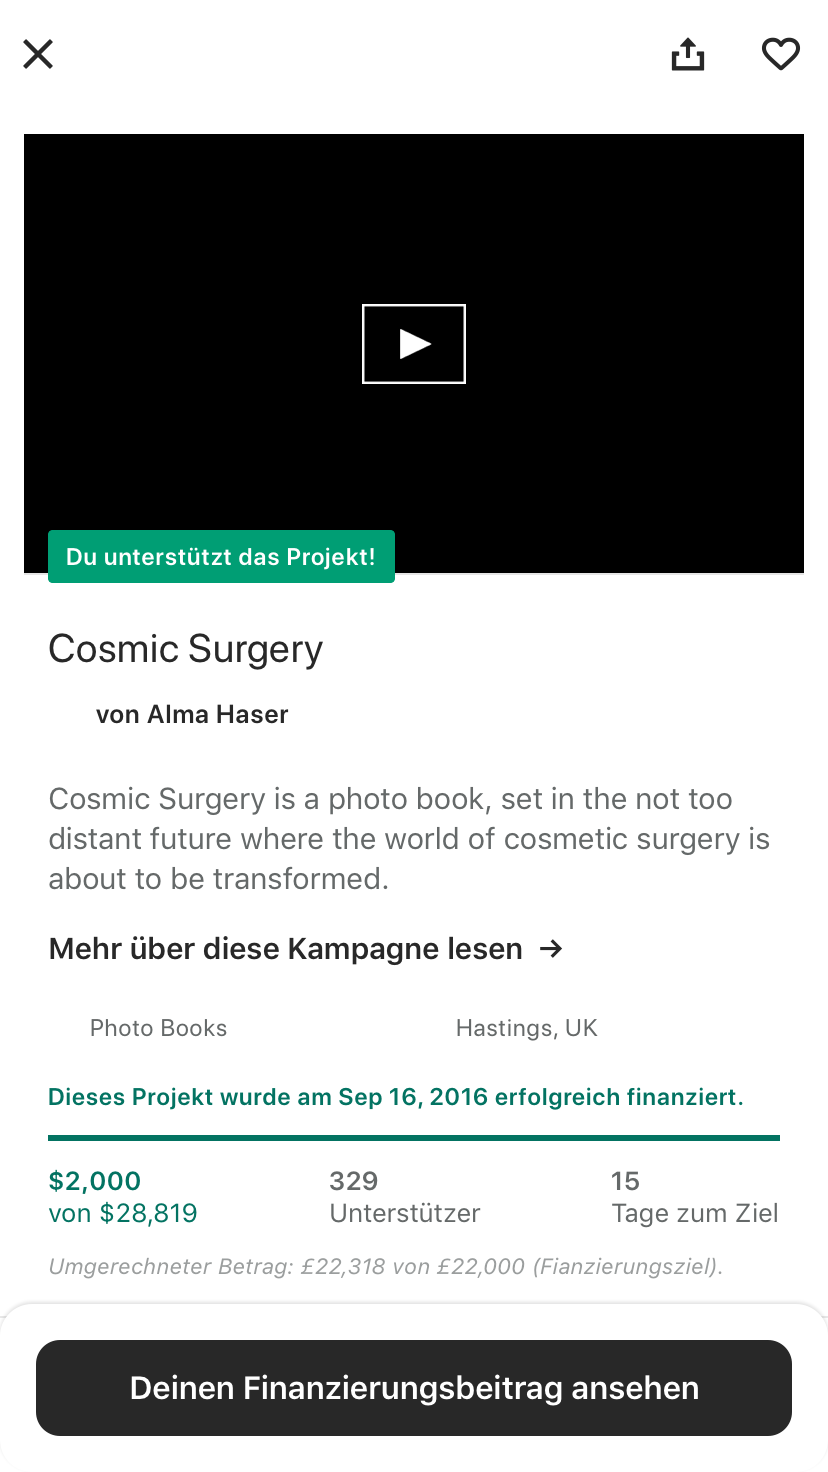 Du unterstützt das Projekt!
Cosmic Surgery
von Alma Haser
Cosmic Surgery is a photo book, set in the not too
distant future where the world of cosmetic surgery is
about to be transformed.
Mehr über diese Kampagne lesen →
Photo Books
Hastings, UK
Dieses Projekt wurde am Sep 16, 2016 erfolgreich finanziert.
$2,000
von $28,819
329
Unterstützer
15
Tage zum Ziel
Umgerechneter Betrag: £22,318 von £22,000 (Fianzierungsziel).
Deinen Finanzierungsbeitrag ansehen